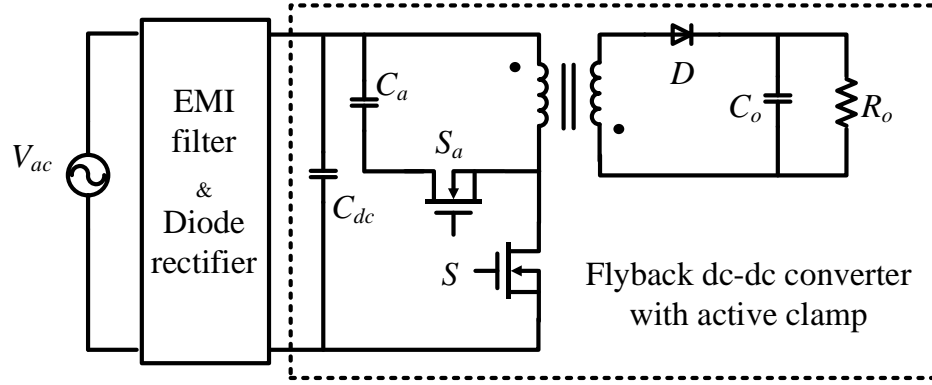 V_ac
EMI
filter
&
Diode
rectifier
C_a
C_dc
S_a
S
D
C_o
R_o
Flyback dc-dc converter
with active clamp